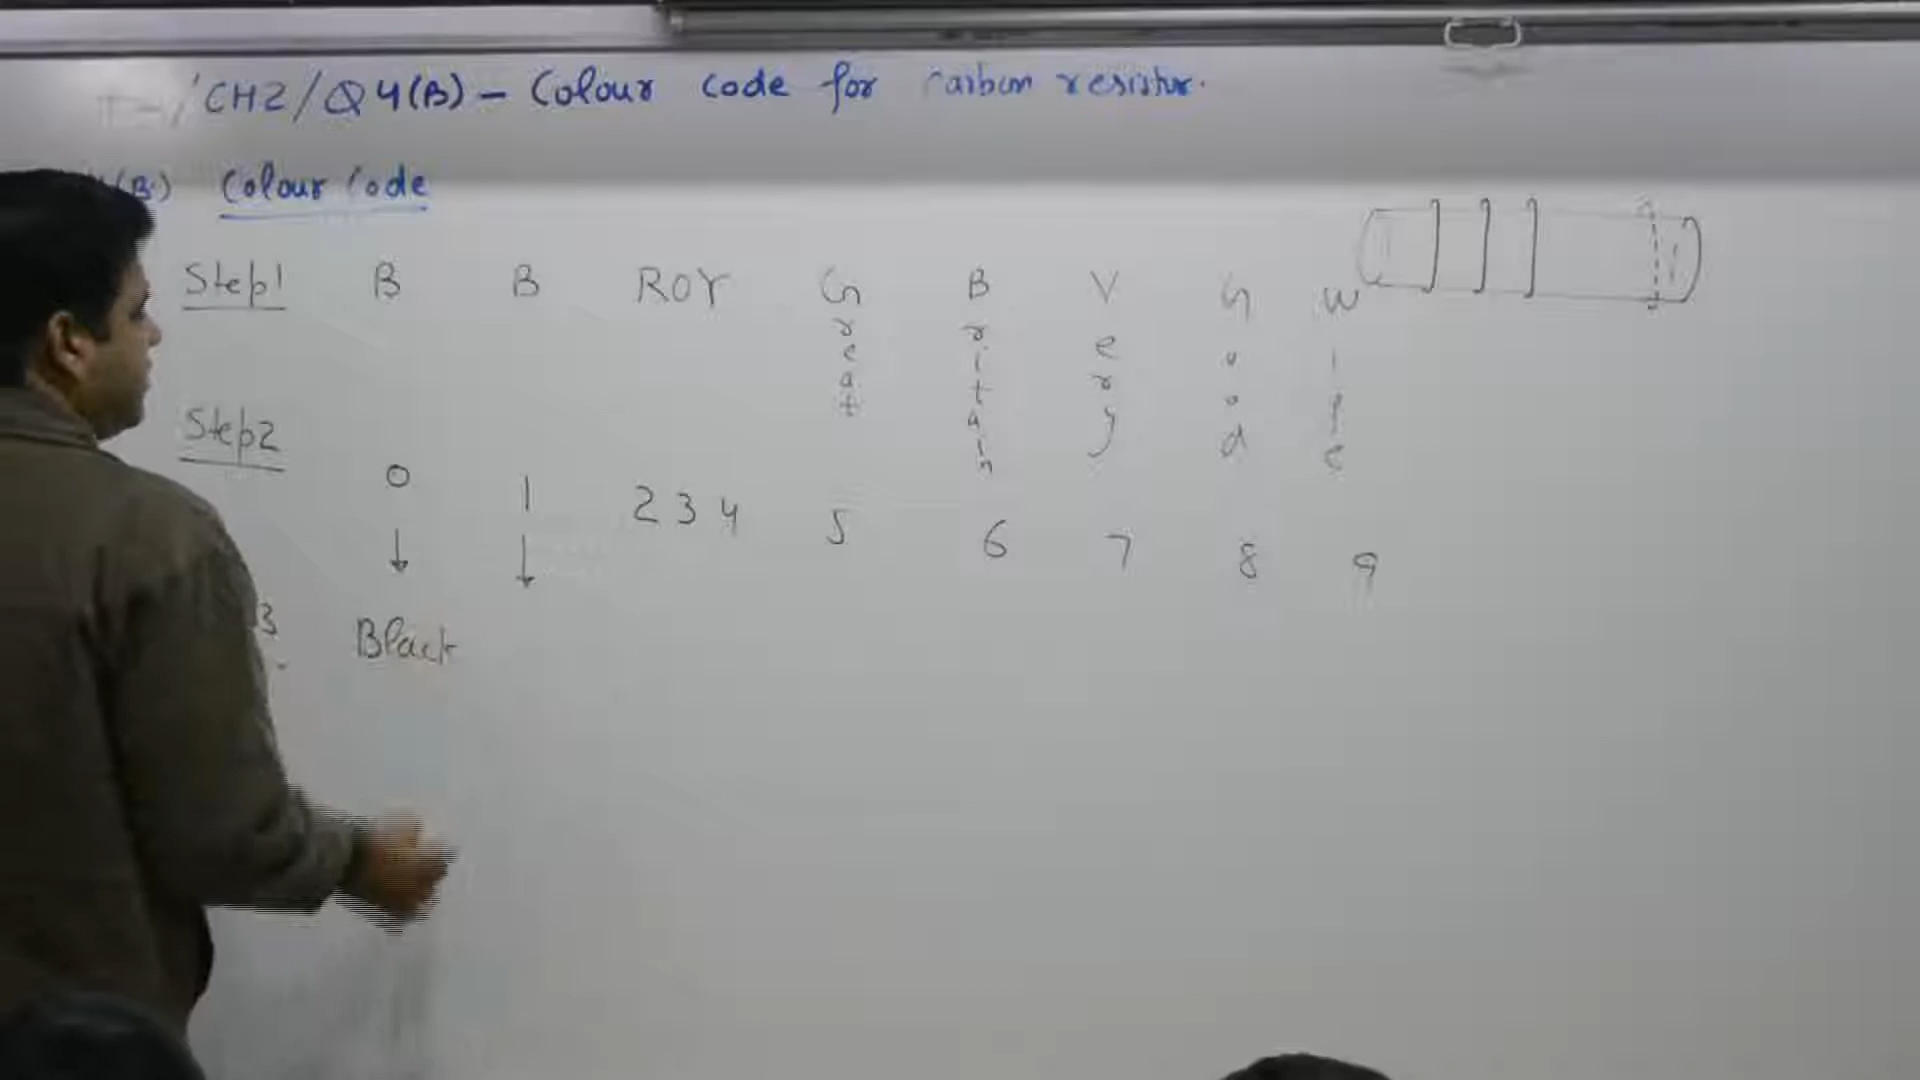 CH2/Q4(B) - Colour code for carbon resistor.
(B.) Colour Code
Step1 B B ROY Great Britain Very Good Wife
Step2 0 1 2 3 4 5 6 7 8 9
3 Black